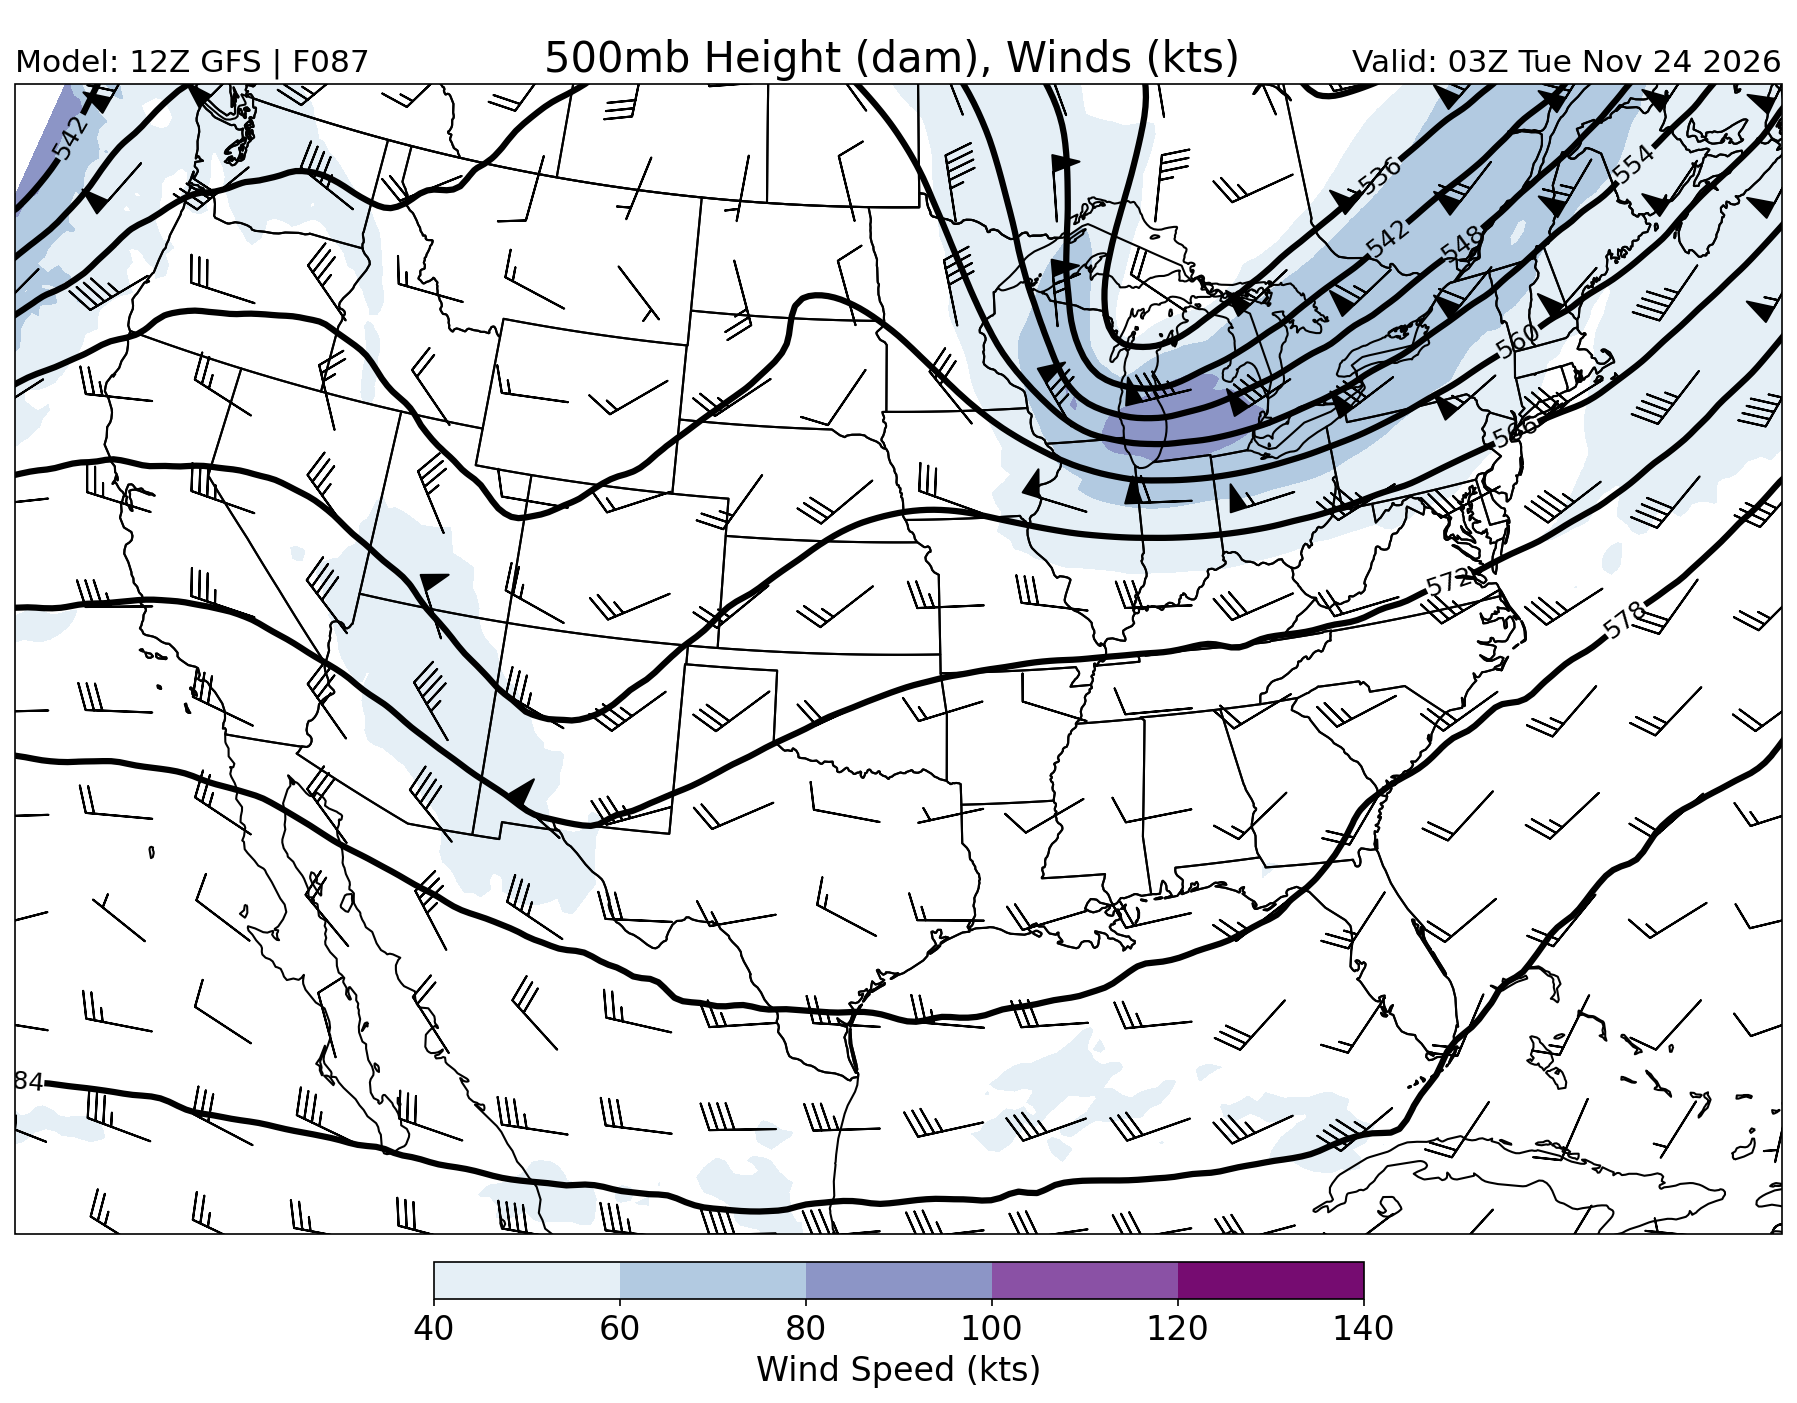 Model: 12Z GFS | F087
500mb Height (dam), Winds (kts)
Valid: 03Z Tue Nov 24 2026
542
536
554
542
548
560
566
572
578
84
40 60 80 100 120 140
Wind Speed (kts)